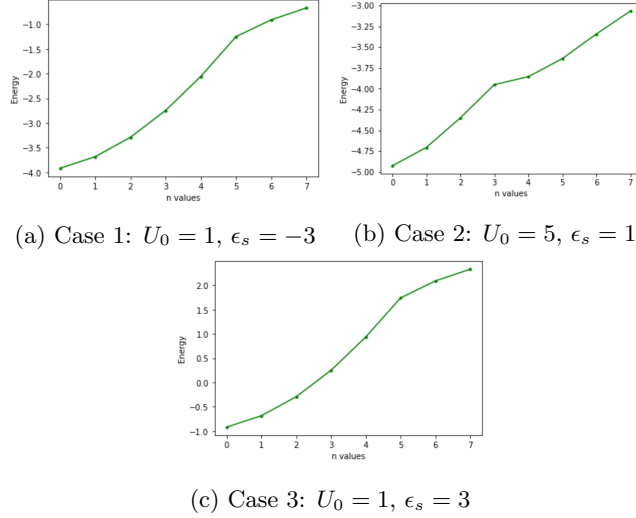 −1.0
−1.5
−2.0
−2.5
−3.0
−3.5
−4.0
Energy
0 1 2 3 4 5 6 7
n values
−3.00
−3.25
−3.50
−3.75
−4.00
−4.25
−4.50
−4.75
−5.00
Energy
0 1 2 3 4 5 6 7
n values
(a) Case 1: U₀ = 1, ϵₛ = −3
(b) Case 2: U₀ = 5, ϵₛ = 1
2.0
1.5
1.0
0.5
0.0
−0.5
−1.0
Energy
0 1 2 3 4 5 6 7
n values
(c) Case 3: U₀ = 1, ϵₛ = 3